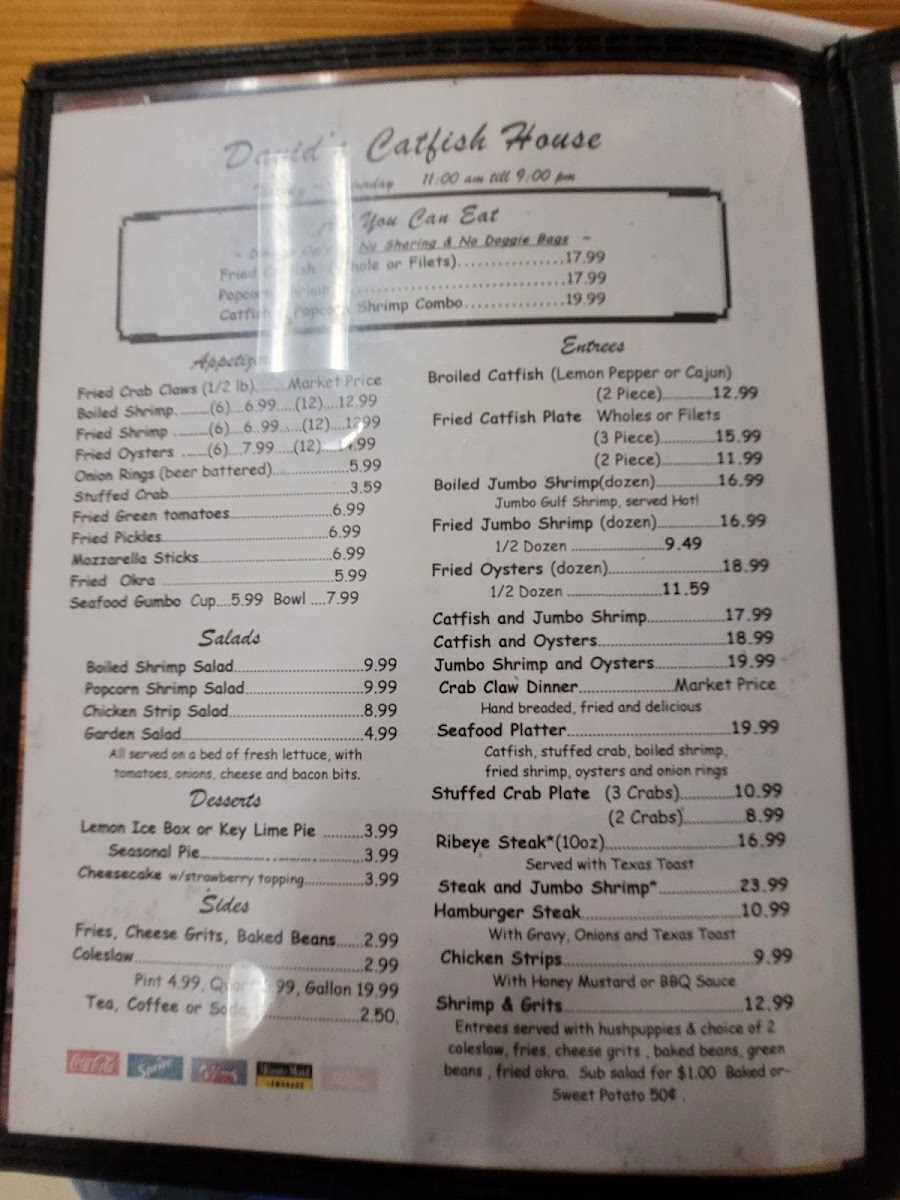 David's Catfish House
11:00 am till 9:00 pm
You Can Eat
No Sharing & No Doggie Bags ~
Fried (Whole or Filets)................17.99
Popcorn Shrimp................17.99
Catfish Popcorn Shrimp Combo...............19.99
Appetizers
Fried Crab Claws (1/2 lb)........Market Price
Boiled Shrimp.........(6)....6.99.....(12)....12.99
Fried Shrimp .........(6)....6..99.....(12)....1299
Fried Oysters ......(6)....7.99.....(12)
Onion Rings (beer battered)...................5.99
Stuffed Crab............................................3.59
Fried Green tomatoes.........................6.99
Fried Pickles.........................................6.99
Mozzarella Sticks................................6.99
Fried Okra ..........................................5.99
Seafood Gumbo Cup....5.99 Bowl ....7.99
Salads
Boiled Shrimp Salad................................9.99
Popcorn Shrimp Salad.............................9.99
Chicken Strip Salad.................................8.99
Garden Salad............................................4.99
All served on a bed of fresh lettuce, with
tomatoes, onions, cheese and bacon bits.
Desserts
Lemon Ice Box or Key Lime Pie ..........3.99
Seasonal Pie........................................3.99
Cheesecake w/strawberry topping..............3.99
Sides
Fries, Cheese Grits, Baked Beans.......2.99
Coleslaw..........................................................2.99
Pint 4.99, Gallon 19.99
Tea, Coffee or Soda.........................2.50.
Coca-Cola Sprite Minute Maid
LEMONADE
Entrees
Broiled Catfish (Lemon Pepper or Cajun)
(2 Piece)...............12.99
Fried Catfish Plate Wholes or Filets
(3 Piece)..............15.99
(2 Piece)..............11.99
Boiled Jumbo Shrimp(dozen)...............16.99
Jumbo Gulf Shrimp, served Hot!
Fried Jumbo Shrimp (dozen)...............16.99
1/2 Dozen .......................9.49
Fried Oysters (dozen)...........................18.99
1/2 Dozen .......................11.59
Catfish and Jumbo Shrimp...................17.99
Catfish and Oysters................................18.99
Jumbo Shrimp and Oysters..................19.99
Crab Claw Dinner.......................Market Price
Hand breaded, fried and delicious
Seafood Platter........................................19.99
Catfish, stuffed crab, boiled shrimp,
fried shrimp, oysters and onion rings
Stuffed Crab Plate (3 Crabs).............10.99
(2 Crabs)...............8.99
Ribeye Steak*(10oz)................................16.99
Served with Texas Toast
Steak and Jumbo Shrimp*....................23.99
Hamburger Steak.....................................10.99
With Gravy, Onions and Texas Toast
Chicken Strips...........................................9.99
With Honey Mustard or BBQ Sauce
Shrimp & Grits..........................................12.99
Entrees served with hushpuppies & choice of 2
coleslaw, fries, cheese grits , baked beans, green
beans , fried okra. Sub salad for $1.00 Baked or
Sweet Potato 50¢ .